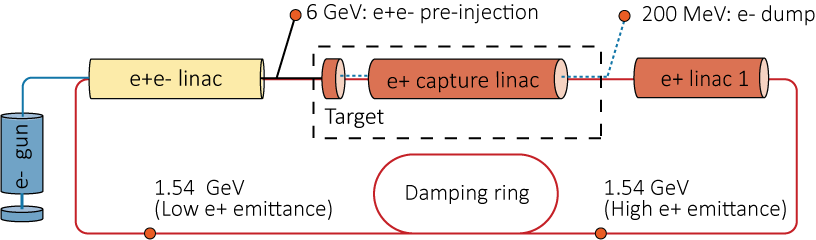 6 GeV: e+e- pre-injection
200 MeV: e- dump
e+e- linac
e+ capture linac
e+ linac 1
Target
e- gun
1.54 GeV
(Low e+ emittance)
Damping ring
1.54 GeV
(High e+ emittance)